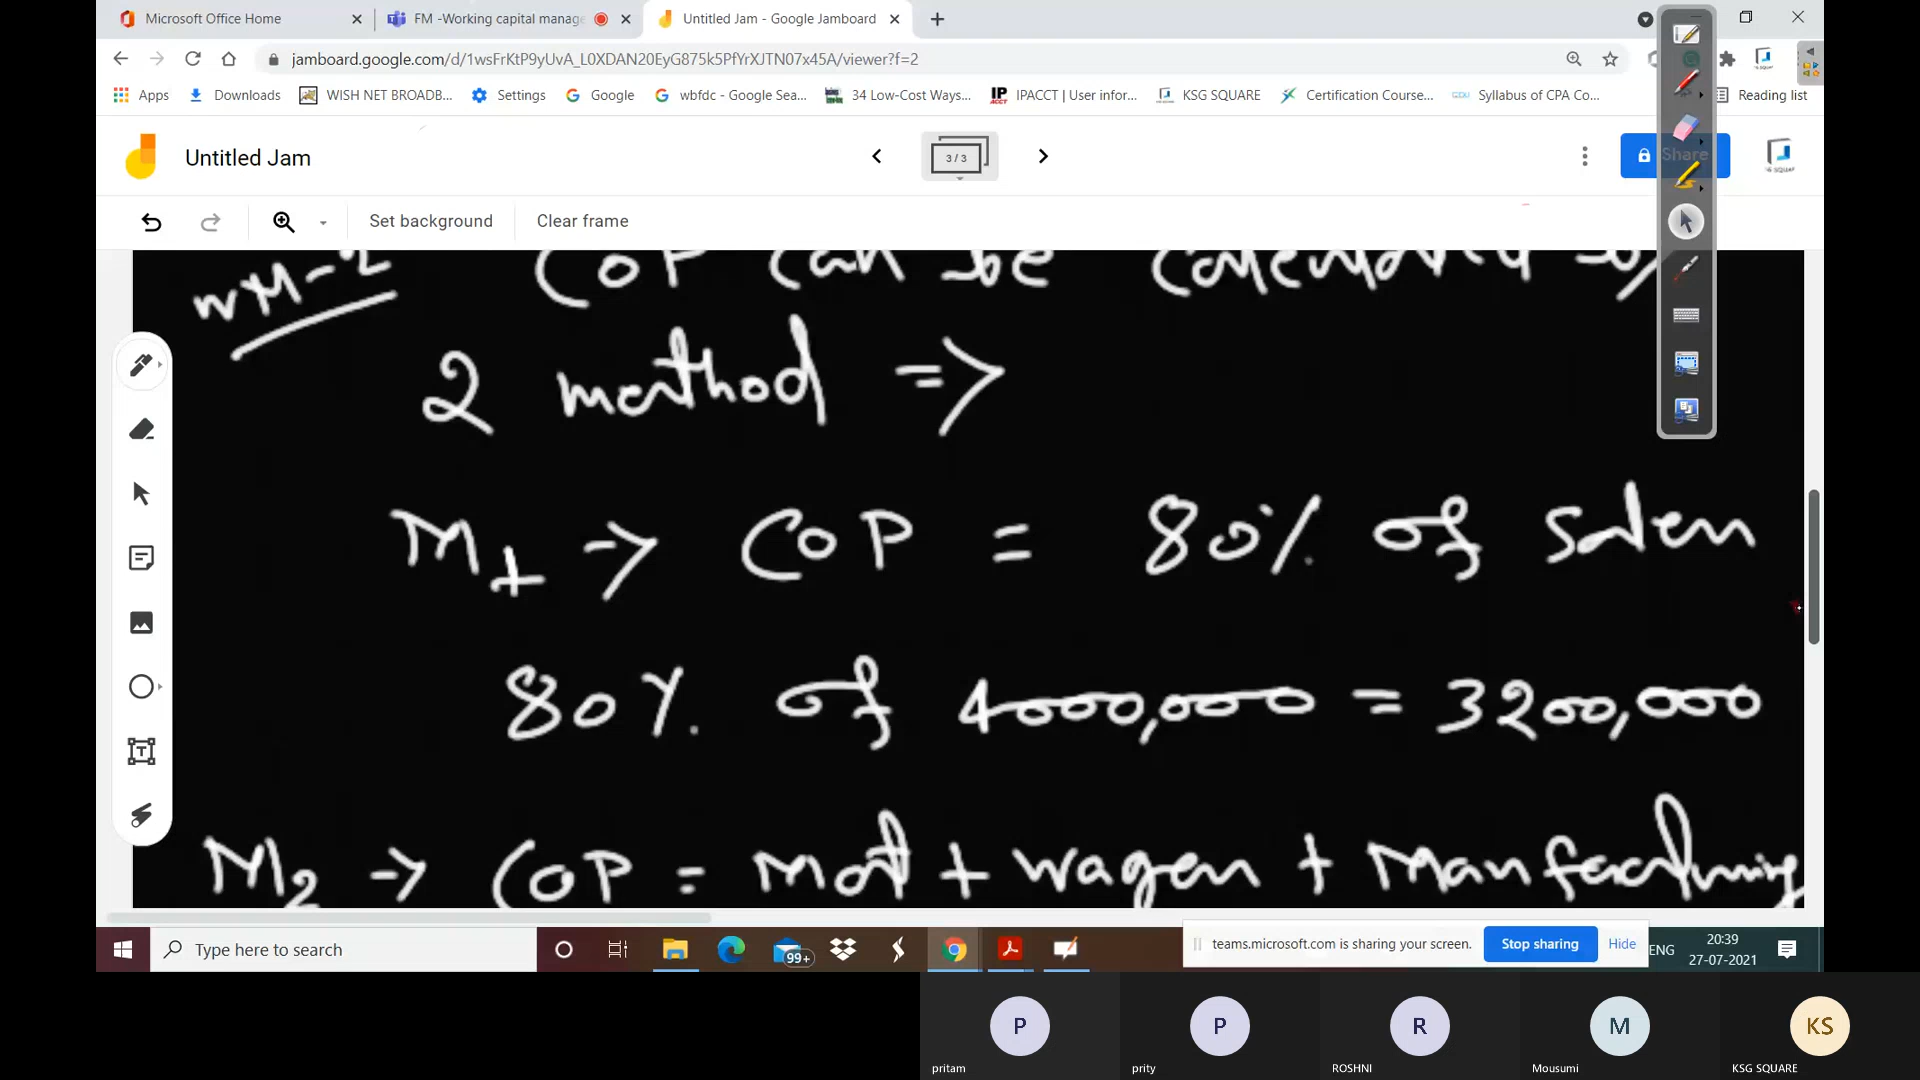 Microsoft Office Home
FM -Working capital manag
Untitled Jam - Google Jamboard
jamboard.google.com/d/1wsFrKtP9yUvA_L0XDAN20EyG875k5PfYrXJTN07x45A/viewer?f=2
Apps
Downloads
WISH NET BROADB...
Settings
Google
wbfdc - Google Sea...
34 Low-Cost Ways...
IPACCT | User infor...
KSG SQUARE
Certification Course...
Syllabus of CPA Co...
Reading list
Untitled Jam
3 / 3
Share
Set background
Clear frame
COP can be calculated by
2 method =>
M1 -> COP = 80% of Sales
80%. of 4000,000 = 3200,000
M2 -> COP = mat + wages + Manfacturing
teams.microsoft.com is sharing your screen.
Stop sharing
Hide
Type here to search
99+
ENG
20:39
27-07-2021
P
P
R
M
KS
pritam
prity
ROSHNI
Mousumi
KSG SQUARE